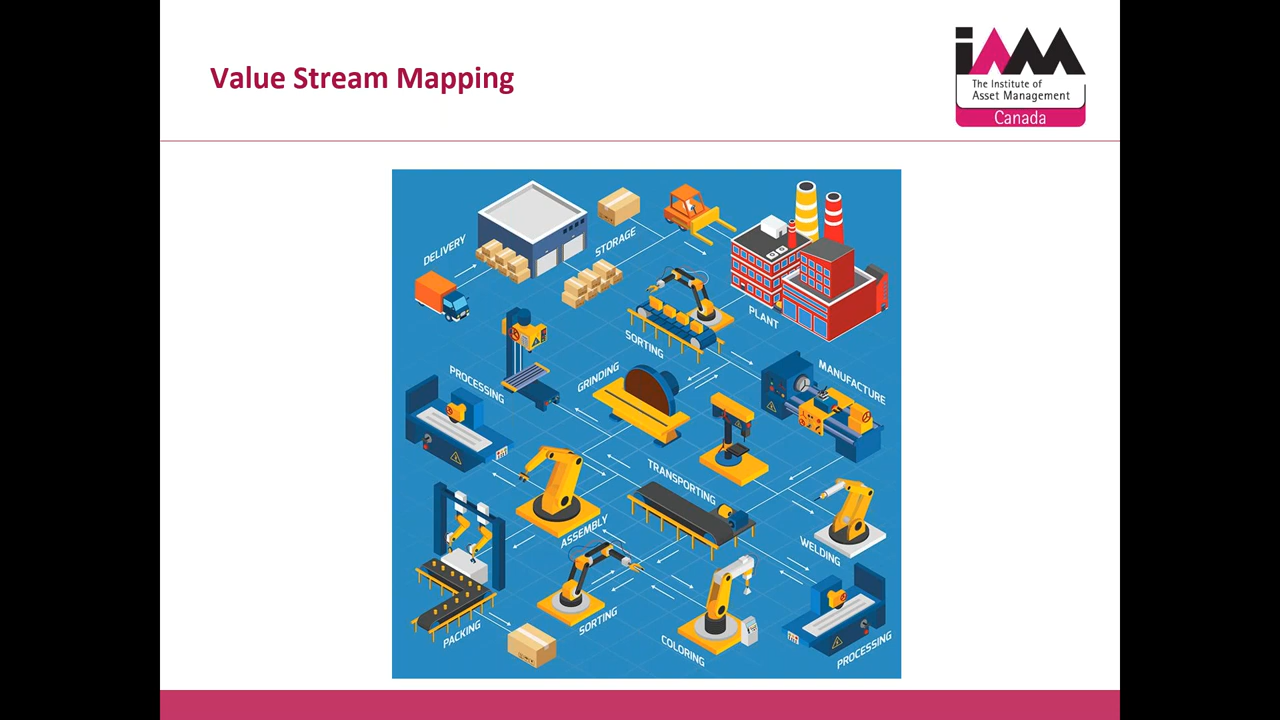 Value Stream Mapping
iAM
The Institute of
Asset Management
Canada
DELIVERY
STORAGE
PLANT
SORTING
MANUFACTURE
GRINDING
PROCESSING
TRANSPORTING
ASSEMBLY
WELDING
SORTING
PACKING
COLORING
PROCESSING